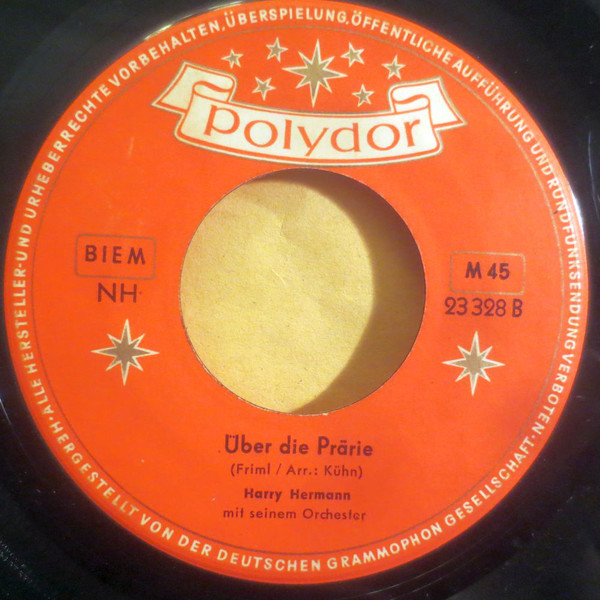 ·ALLE HERSTELLER-UND URHEBERRECHTE VORBEHALTEN, ÜBERSPIELUNG, ÖFFENTLICHE AUFFÜHRUNG UND RUNDFUNKSENDUNG VERBOTEN·
polydor
BIEM
NH
M 45
23 328 B
Über die Prärie
(Friml / Arr.: Kühn)
Harry Hermann
mit seinem Orchester
HERGESTELLT VON DER DEUTSCHEN GRAMMOPHON GESELLSCHAFT·